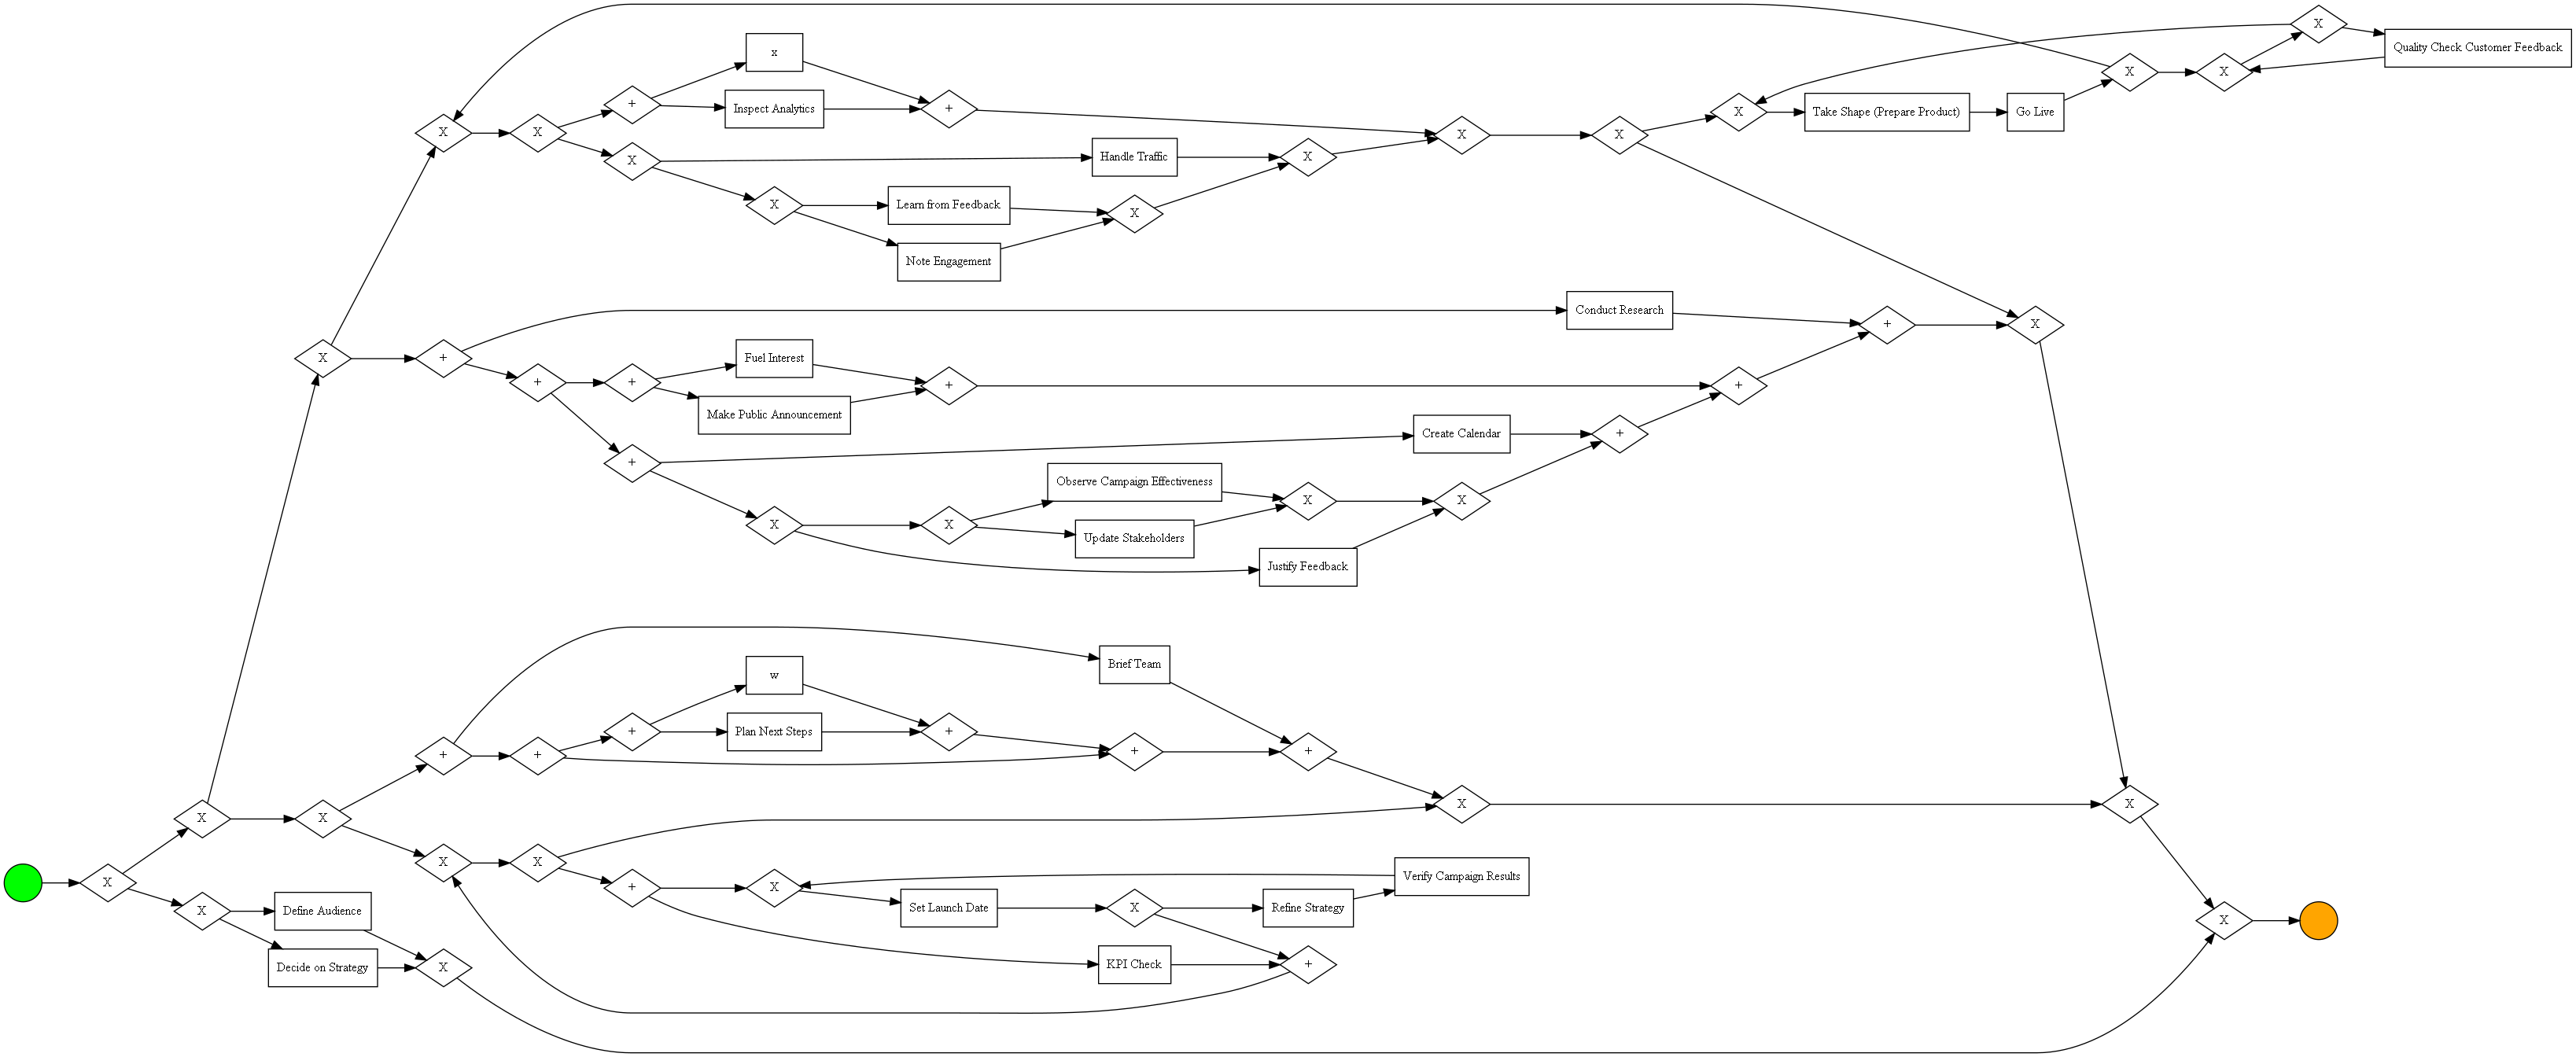 X
Quality Check Customer Feedback
x
X
X
+
Inspect Analytics
+
X
Take Shape (Prepare Product)
Go Live
X
X
X
X
X
Handle Traffic
X
X
Learn from Feedback
X
Note Engagement
Conduct Research
+
X
X
+
Fuel Interest
+
+
+
+
Make Public Announcement
+
Create Calendar
+
Observe Campaign Effectiveness
X
X
X
X
Update Stakeholders
Justify Feedback
Brief Team
w
+
Plan Next Steps
+
+
+
+
+
X
X
X
X
X
X
X
+
X
Verify Campaign Results
X
Define Audience
Set Launch Date
X
Refine Strategy
X
Decide on Strategy
X
KPI Check
+